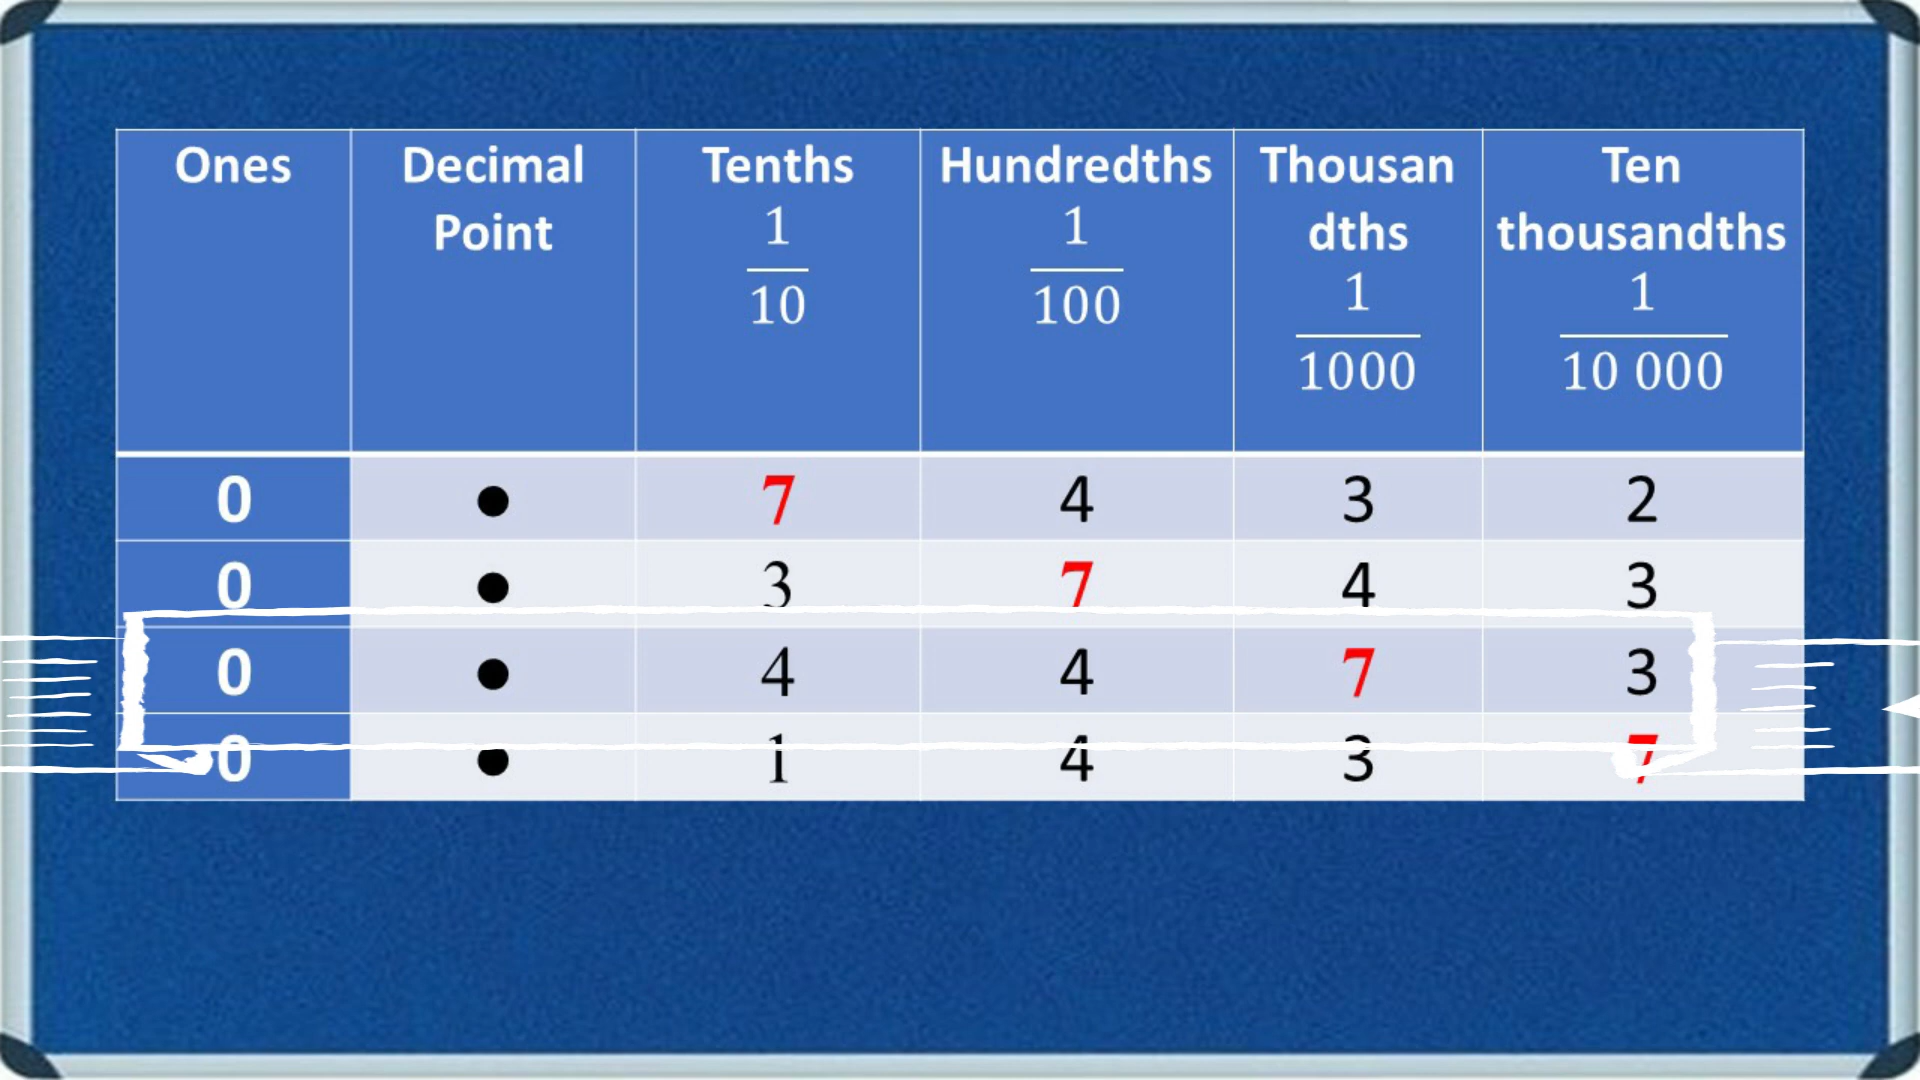 Ones Decimal Tenths Hundredths Thousan Ten
Point dths thousandths
1/10 1/100 1/1000 1/10 000
0 • 7 4 3 2
0 • 3 7 4 3
0 • 4 4 7 3
0 • 1 4 3 7